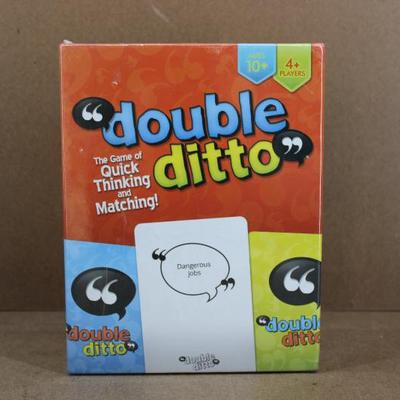 AGES
10+
4+
PLAYERS
double
ditto
The Game of
Quick
Thinking
and
Matching!
Dangerous
jobs
double
ditto
double
ditto
double
ditto